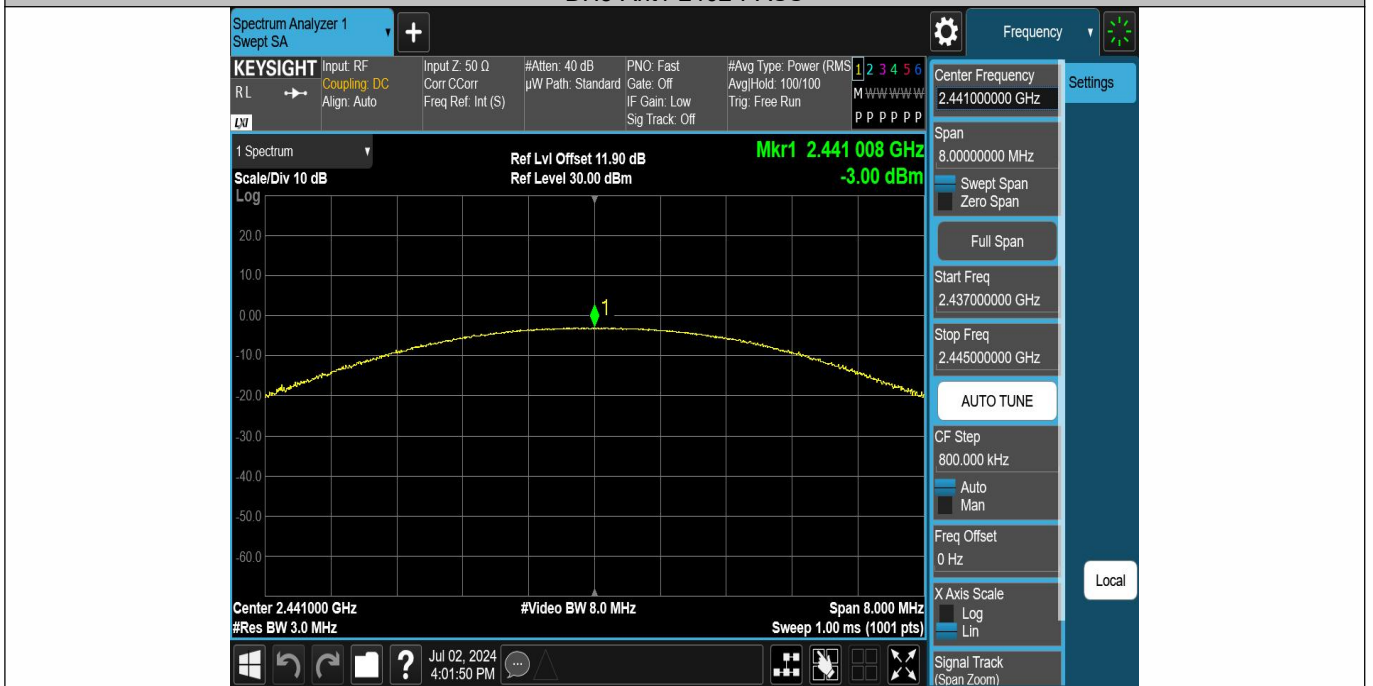 Spectrum Analyzer 1
Swept SA
+
Frequency
KEYSIGHT
RL
LXI
Input: RF
Coupling: DC
Align: Auto
Input Z: 50 Ω
Corr CCorr
Freq Ref: Int (S)
#Atten: 40 dB
µW Path: Standard
PNO: Fast
Gate: Off
IF Gain: Low
Sig Track: Off
#Avg Type: Power (RMS
Avg|Hold: 100/100
Trig: Free Run
1 2 3 4 5 6
M W W W W W
P P P P P P
1 Spectrum
Scale/Div 10 dB
Ref Lvl Offset 11.90 dB
Ref Level 30.00 dBm
Mkr1 2.441 008 GHz
-3.00 dBm
Log
20.0
10.0
0.00
-10.0
-20.0
-30.0
-40.0
-50.0
-60.0
1
Center 2.441000 GHz
#Video BW 8.0 MHz
Span 8.000 MHz
#Res BW 3.0 MHz
Sweep 1.00 ms (1001 pts)
?
Jul 02, 2024
4:01:50 PM
Center Frequency
2.441000000 GHz
Settings
Span
8.00000000 MHz
Swept Span
Zero Span
Full Span
Start Freq
2.437000000 GHz
Stop Freq
2.445000000 GHz
AUTO TUNE
CF Step
800.000 kHz
Auto
Man
Freq Offset
0 Hz
Local
X Axis Scale
Log
Lin
Signal Track
(Span Zoom)